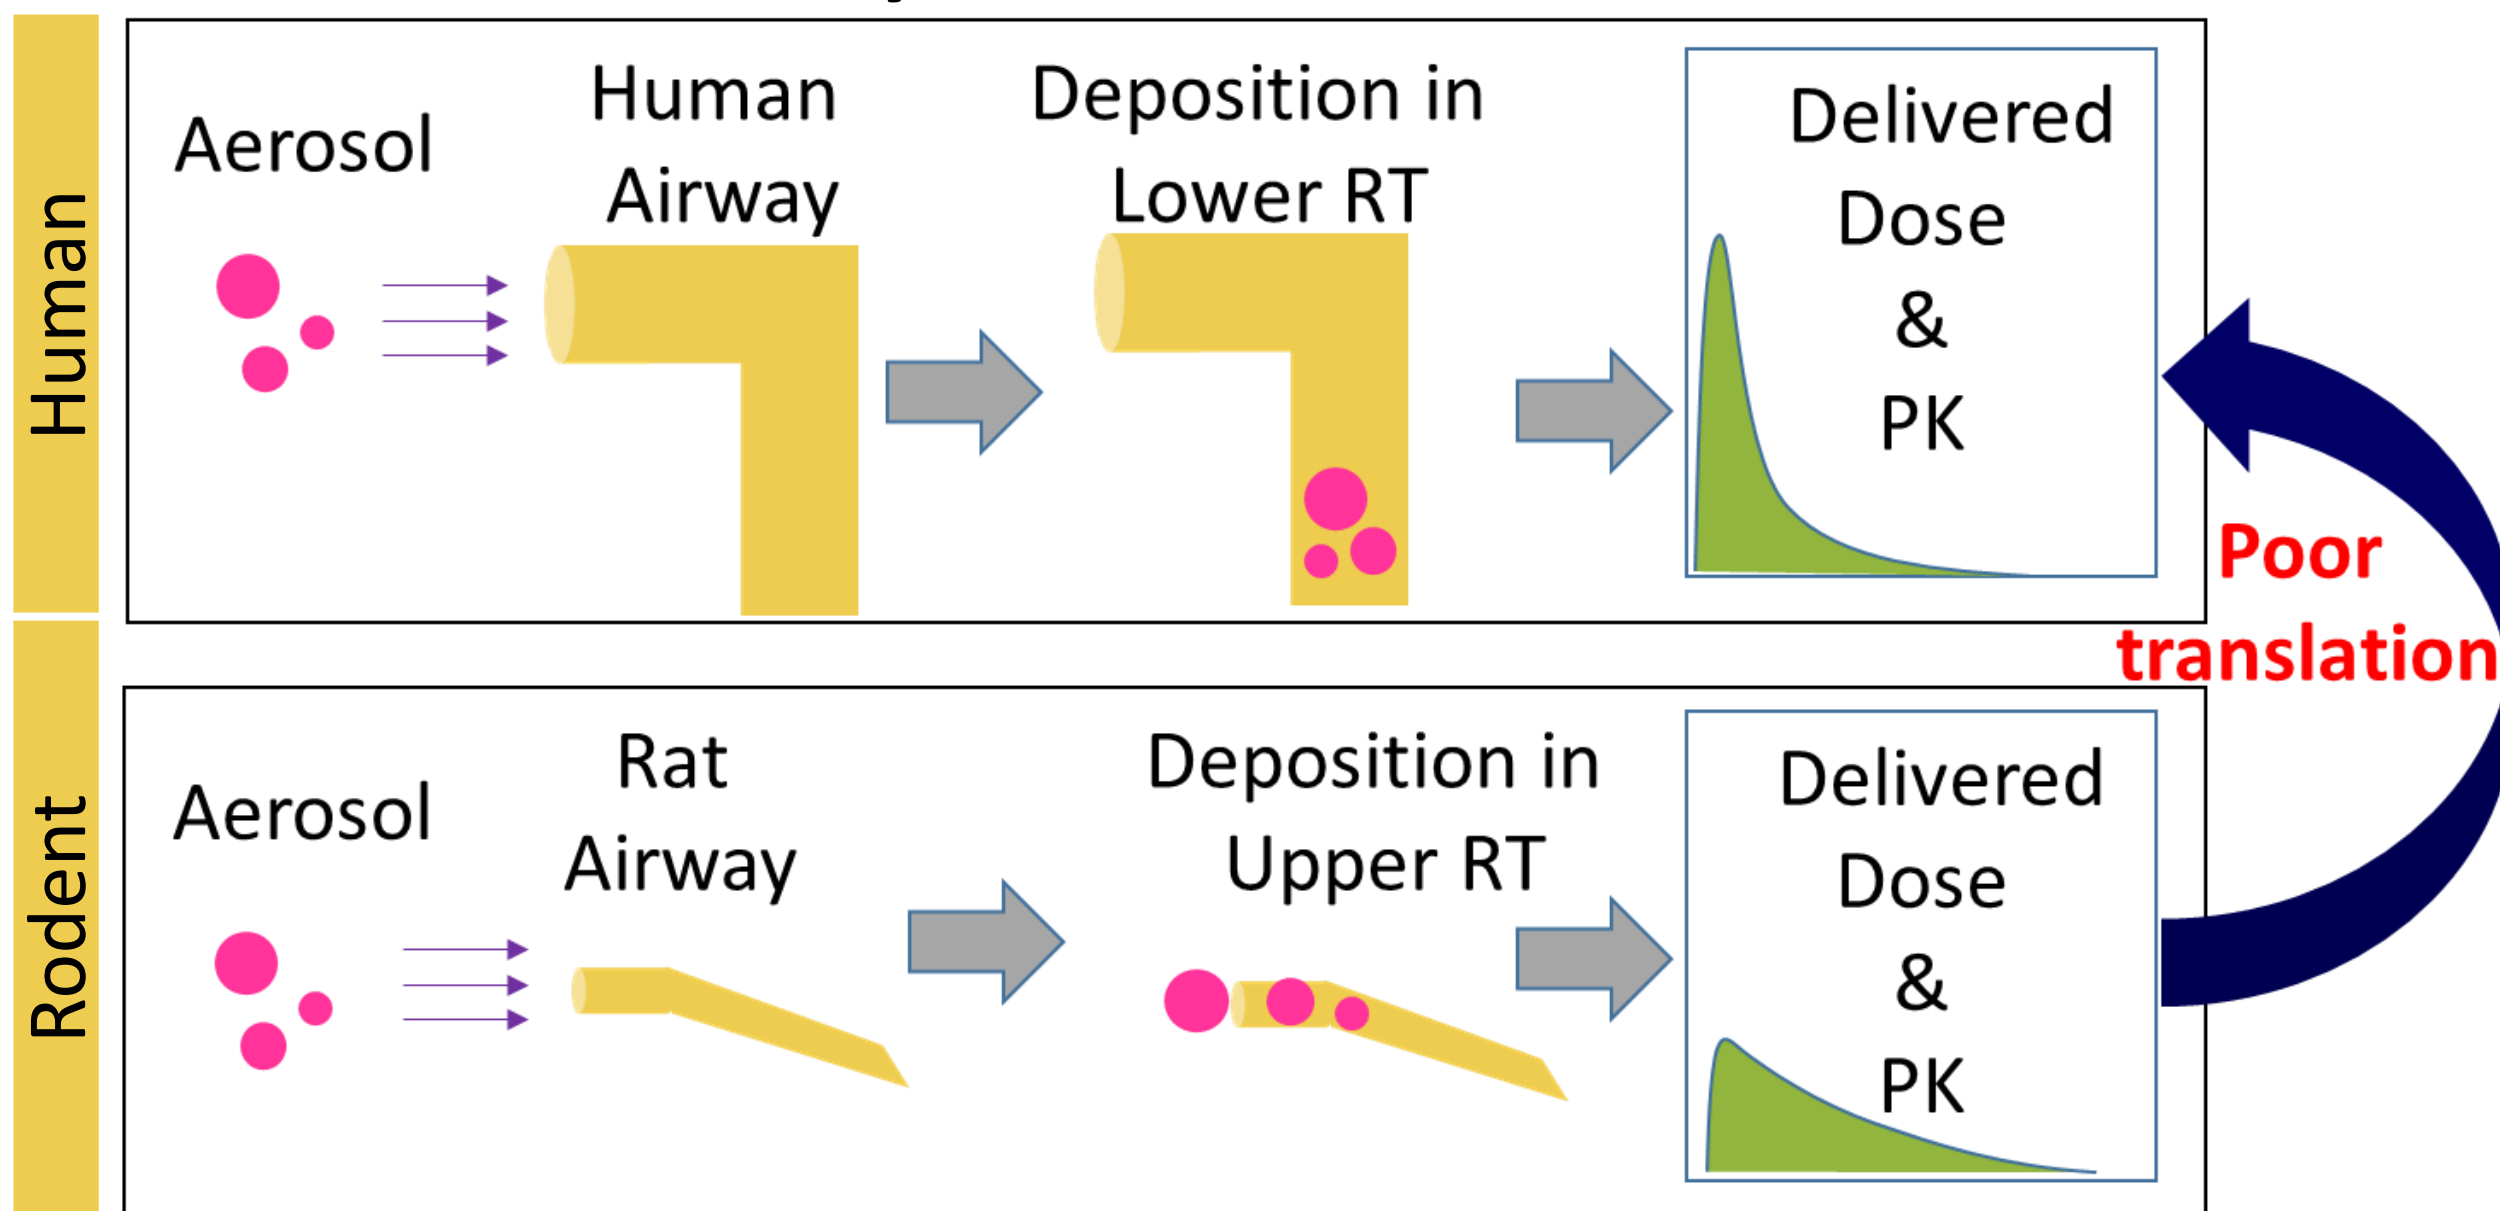 Human
Aerosol
Human
Airway
Deposition in
Lower RT
Delivered
Dose
&
PK
Poor
translation
Rodent
Aerosol
Rat
Airway
Deposition in
Upper RT
Delivered
Dose
&
PK